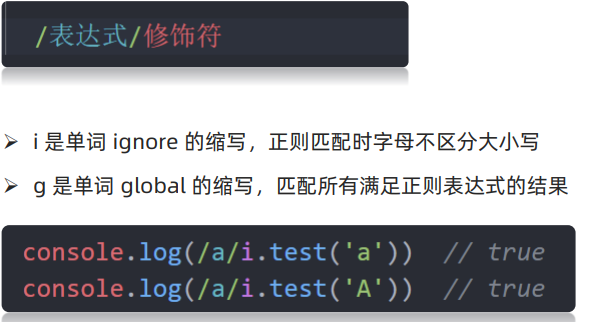 /表达式/修饰符
➢ i 是单词 ignore 的缩写，正则匹配时字母不区分大小写
➢ g 是单词 global 的缩写，匹配所有满足正则表达式的结果
console.log(/a/i.test('a')) // true
console.log(/a/i.test('A')) // true